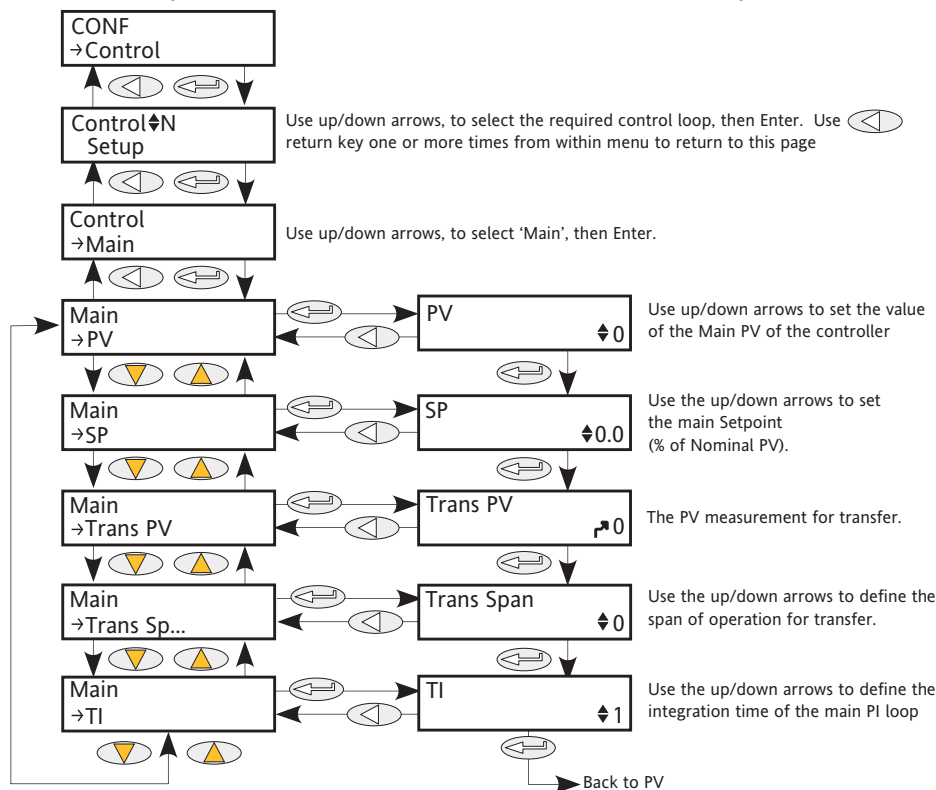 CONF
→Control
Control♦N
Setup
Use up/down arrows, to select the required control loop, then Enter. Use
return key one or more times from within menu to return to this page
Control
→Main
Use up/down arrows, to select ‘Main’, then Enter.
Main
→PV
PV
♦0
Use up/down arrows to set the value
of the Main PV of the controller
Main
→SP
SP
♦0.0
Use the up/down arrows to set
the main Setpoint
(% of Nominal PV).
Main
→Trans PV
Trans PV
0
The PV measurement for transfer.
Main
→Trans Sp...
Trans Span
♦0
Use the up/down arrows to define the
span of operation for transfer.
Main
→TI
TI
♦1
Use the up/down arrows to define the
integration time of the main PI loop
Back to PV